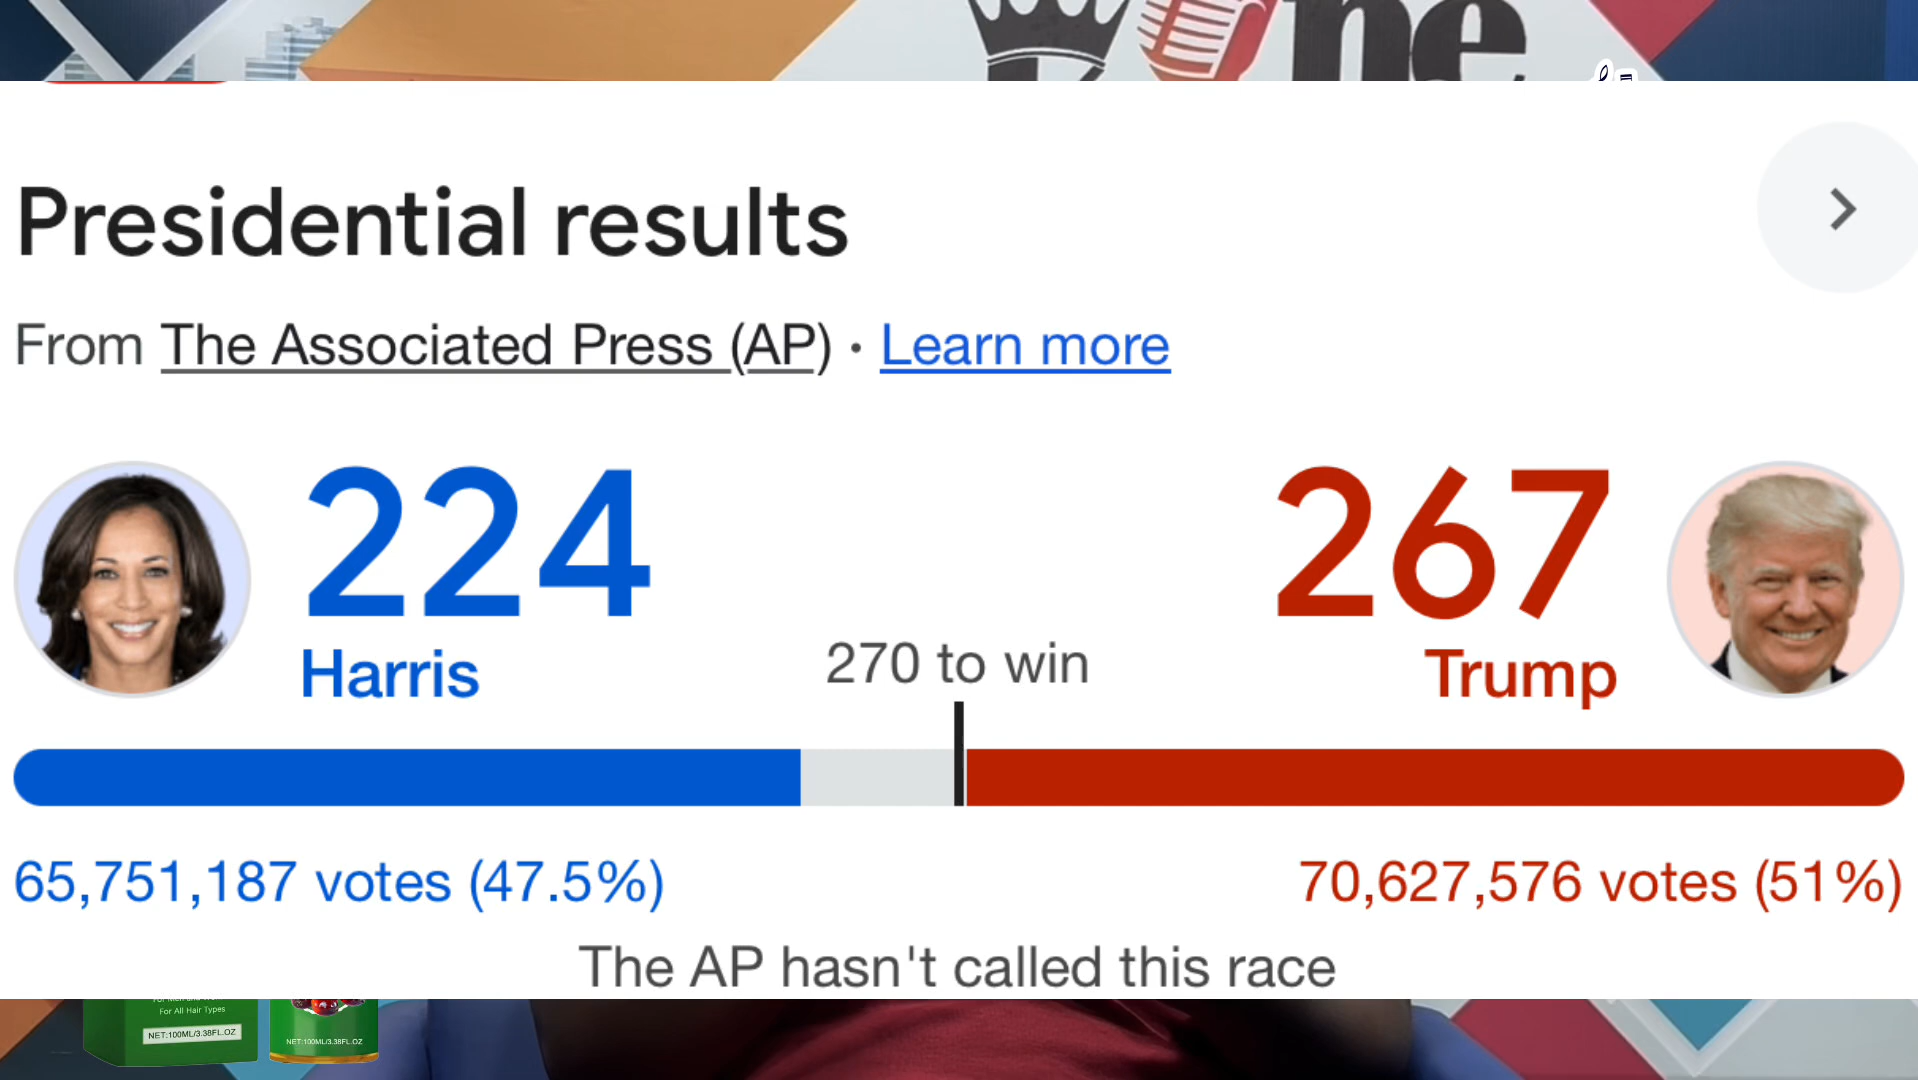 ne
Presidential results
From The Associated Press (AP) · Learn more
224
267
Harris
270 to win
Trump
65,751,187 votes (47.5%)
70,627,576 votes (51%)
The AP hasn't called this race
For All Hair Types
NET:100ML/3.38FL.OZ
NET:100ML/3.38FL.OZ